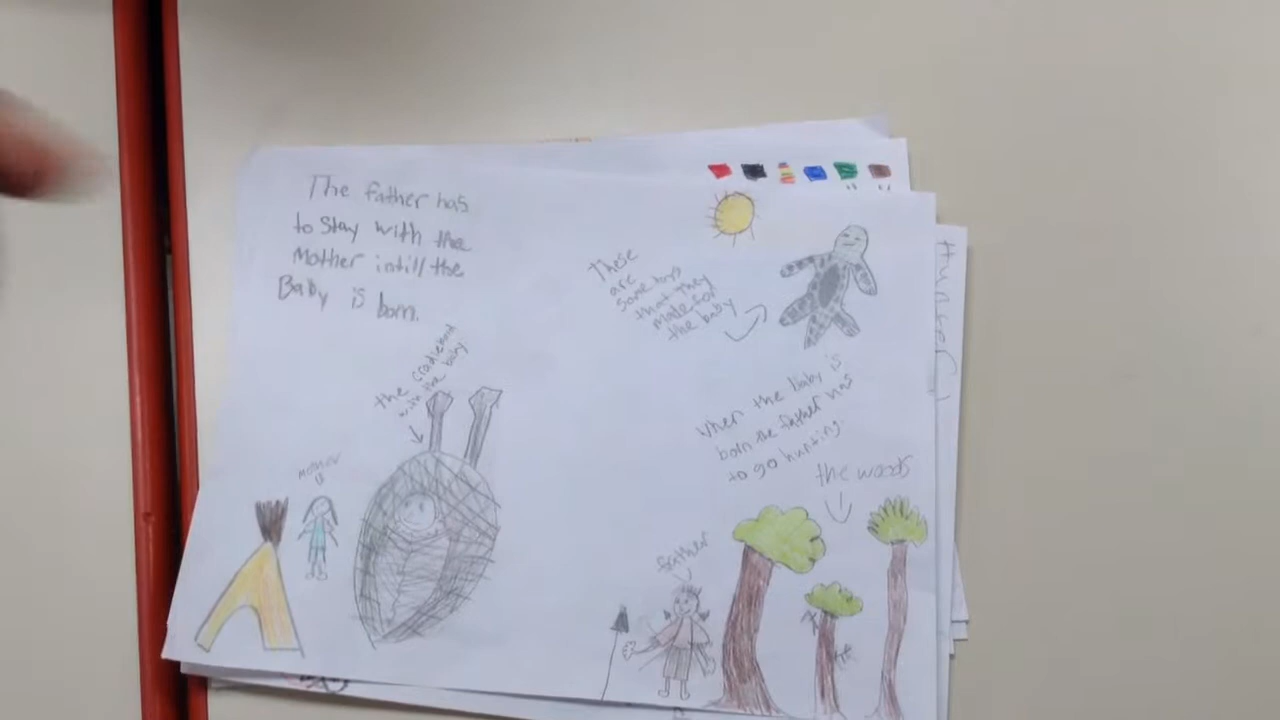 The father has
to Stay with the
Mother intill the
Baby is born.
the cradleboard
with the baby.
mother
These
are
some toys
that they
made for
the baby
When the baby is
born the father has
to go hunting.
the woods
father